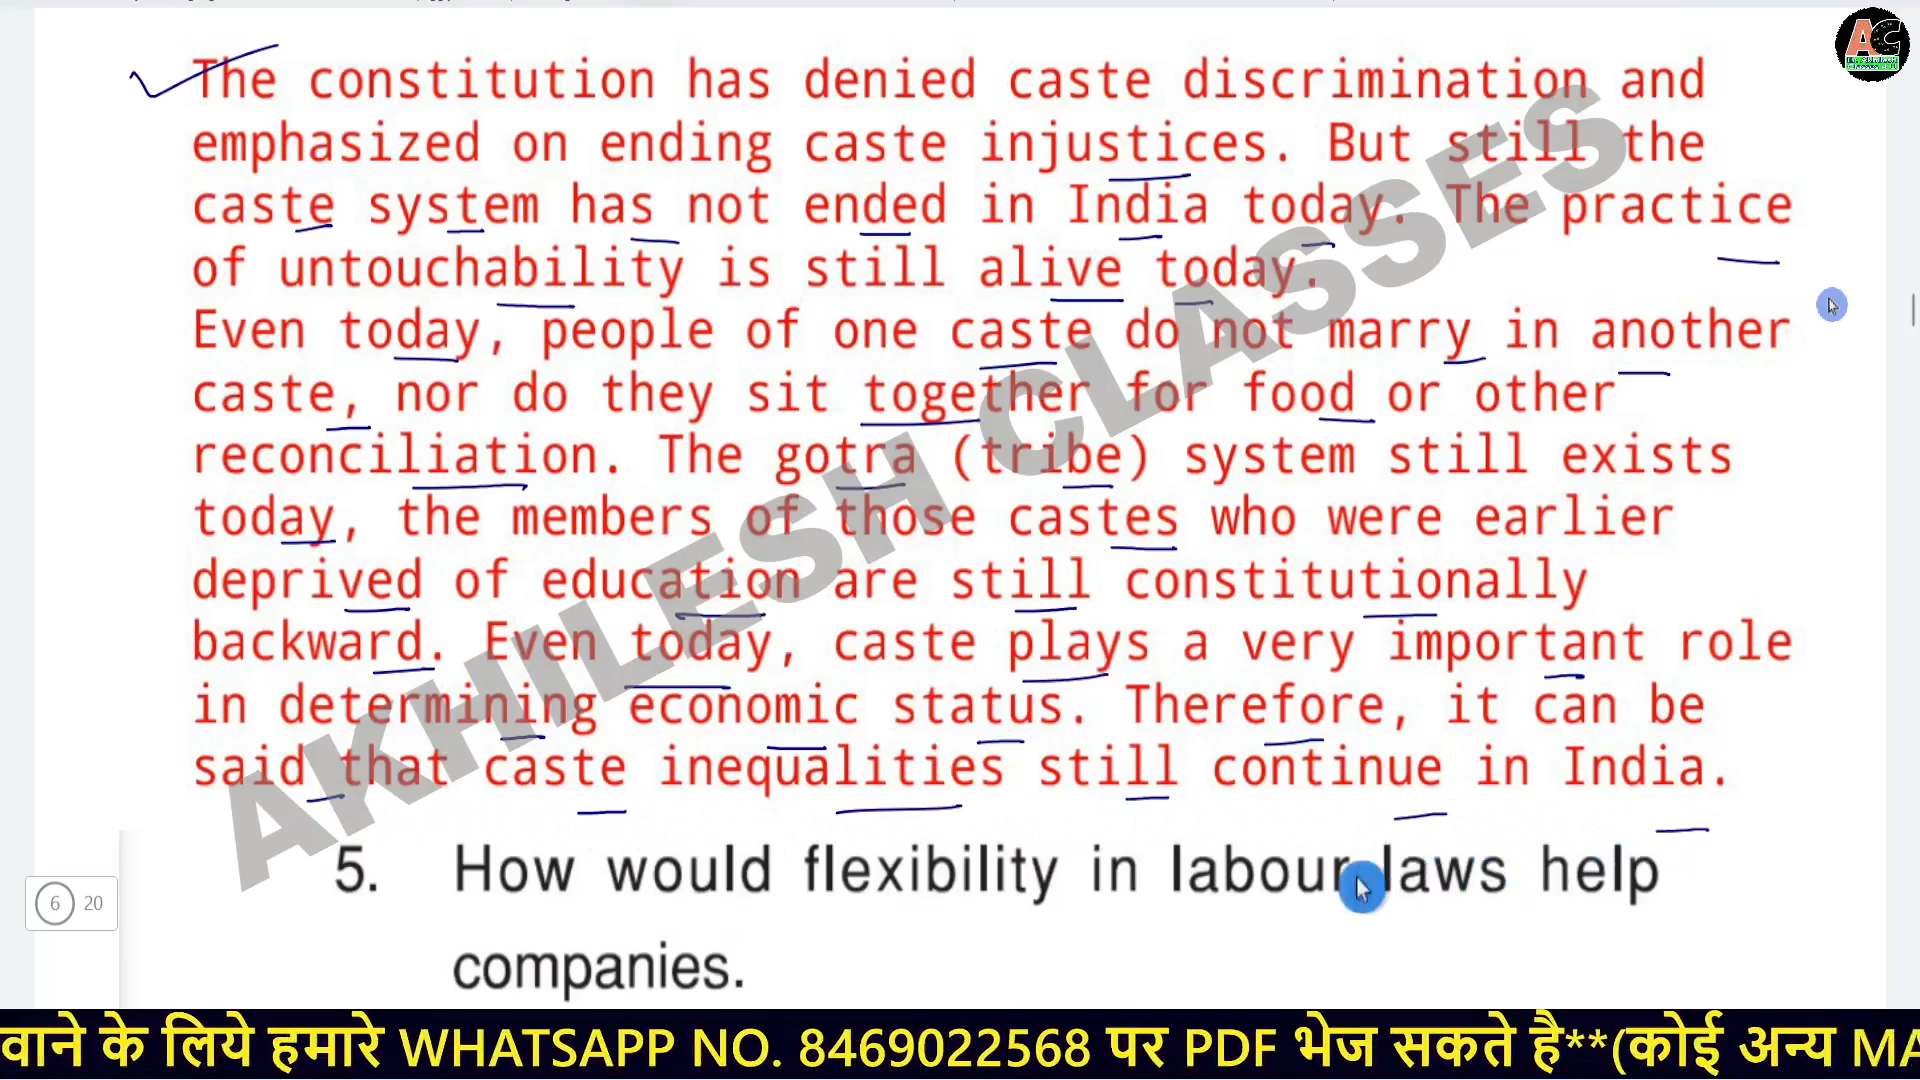 AC
The constitution has denied caste discrimination and
emphasized on ending caste injustices. But still the
caste system has not ended in India today. The practice
of untouchability is still alive today.
Even today, people of one caste do not marry in another
caste, nor do they sit together for food or other
reconciliation. The gotra (tribe) system still exists
today, the members of those castes who were earlier
deprived of education are still constitutionally
backward. Even today, caste plays a very important role
in determining economic status. Therefore, it can be
said that caste inequalities still continue in India.
AKHILESH CLASSES
5. How would flexibility in labour laws help
companies.
6 20
वाने के लिये हमारे WHATSAPP NO. 8469022568 पर PDF भेज सकते है**(कोई अन्य MA